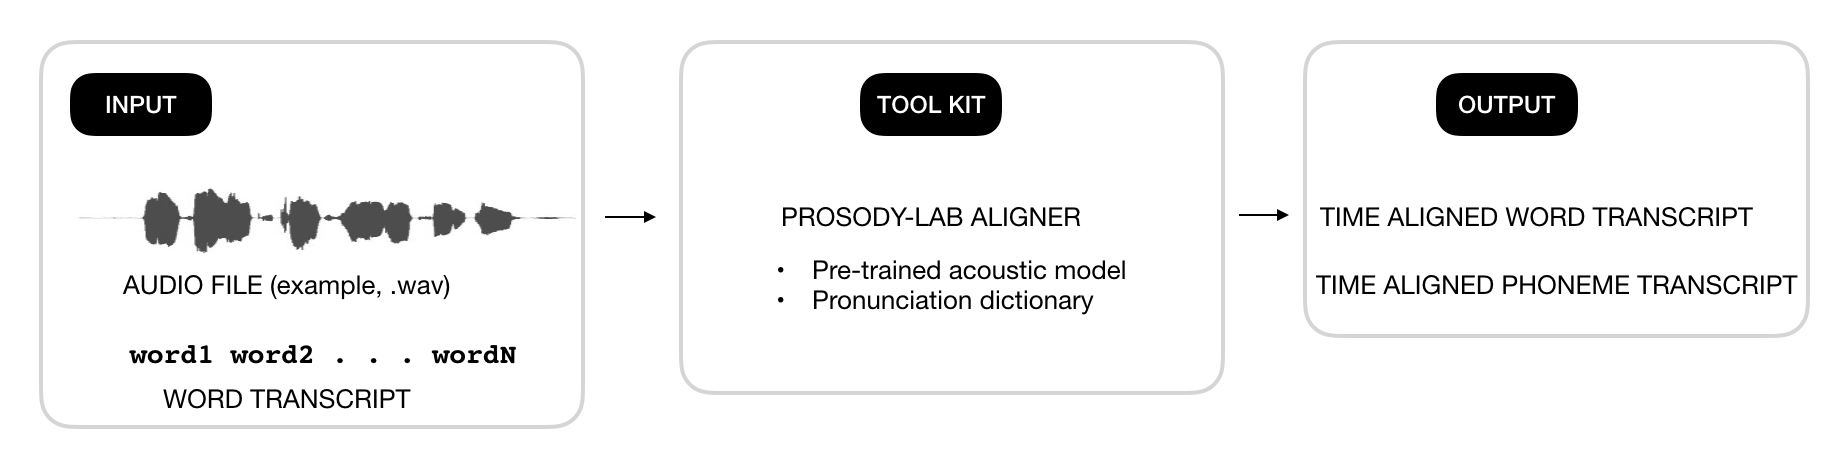 INPUT
AUDIO FILE (example, .wav)
word1 word2 . . . wordN
WORD TRANSCRIPT
TOOL KIT
PROSODY-LAB ALIGNER
• Pre-trained acoustic model
• Pronunciation dictionary
OUTPUT
TIME ALIGNED WORD TRANSCRIPT
TIME ALIGNED PHONEME TRANSCRIPT